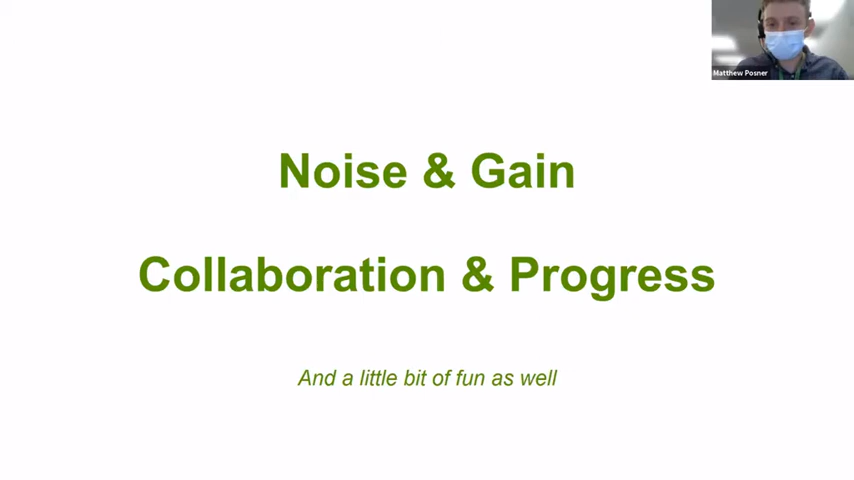 Matthew Posner
Noise & Gain
Collaboration & Progress
And a little bit of fun as well